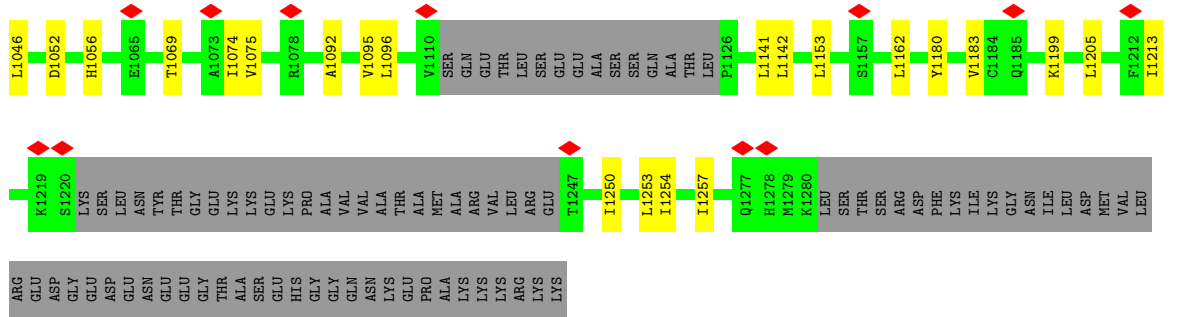 L1046 D1052 H1056 E1065 T1069 A1073 I1074 V1075 R1078 A1092 V1095 L1096 V1110 SER GLN GLU THR LEU SER GLU GLU ALA SER SER GLN ALA THR LEU P1126 L1141 L1142 L1153 S1157 L1162 Y1180 V1183 C1184 Q1185 K1199 L1205 F1212 I1213
K1219 S1220 LYS SER LEU ASN TYR THR GLY GLU LYS LYS GLU LYS PRO ALA VAL VAL ALA THR ALA MET ALA ARG VAL LEU ARG GLU T1247 I1250 L1253 I1254 I1257 Q1277 H1278 M1279 K1280 LEU SER THR SER ARG ASP PHE LYS ILE LYS GLY ASN ILE LEU ASP MET VAL LEU
ARG GLU ASP GLY GLU ASP GLU ASN GLU GLU GLY THR ALA SER GLU HIS GLY GLY GLN ASN LYS GLU PRO ALA LYS LYS LYS ARG LYS LYS